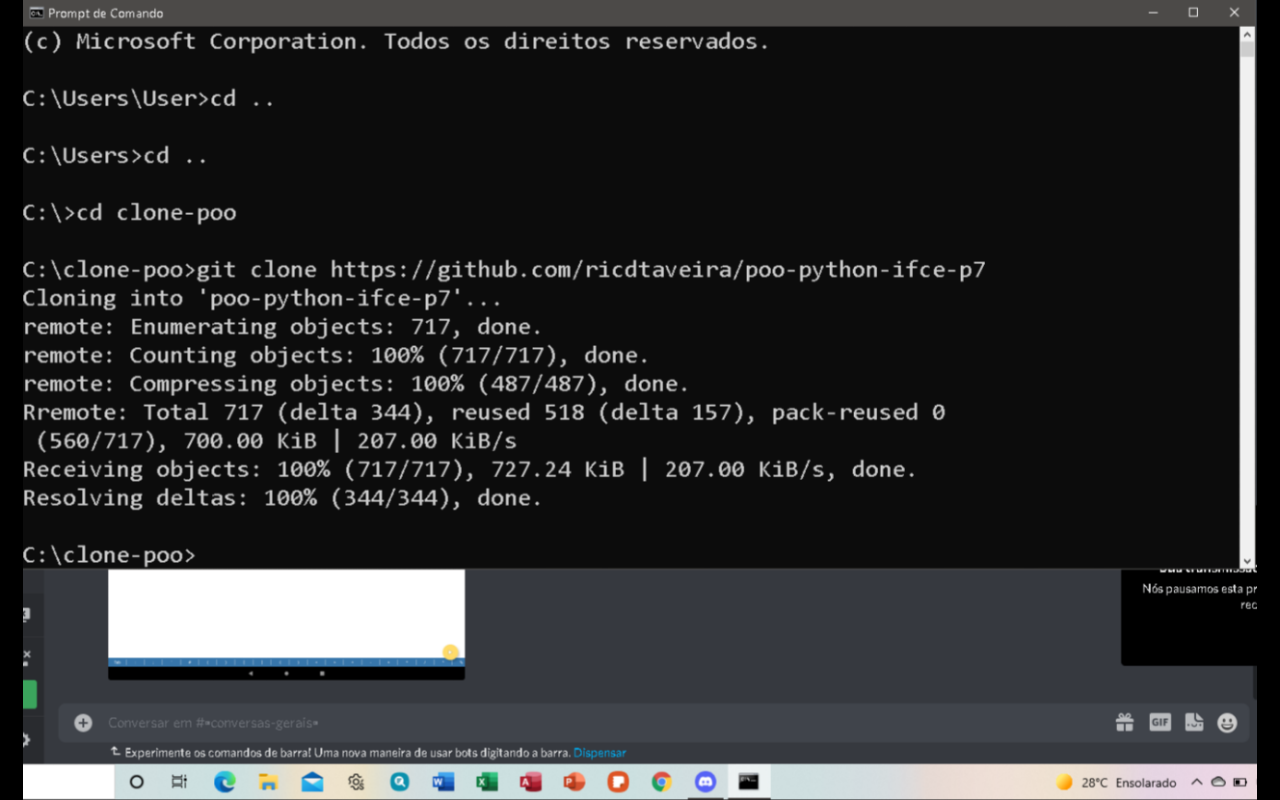 Prompt de Comando
(c) Microsoft Corporation. Todos os direitos reservados.
C:\Users\User>cd ..
C:\Users>cd ..
C:\>cd clone-poo
C:\clone-poo>git clone https://github.com/ricdtaveira/poo-python-ifce-p7
Cloning into 'poo-python-ifce-p7'...
remote: Enumerating objects: 717, done.
remote: Counting objects: 100% (717/717), done.
remote: Compressing objects: 100% (487/487), done.
Rremote: Total 717 (delta 344), reused 518 (delta 157), pack-reused 0
(560/717), 700.00 KiB | 207.00 KiB/s
Receiving objects: 100% (717/717), 727.24 KiB | 207.00 KiB/s, done.
Resolving deltas: 100% (344/344), done.
C:\clone-poo>
Nós pausamos esta pr
rec
Conversar em #•conversas-gerais•
GIF
Experimente os comandos de barra! Uma nova maneira de usar bots digitando a barra. Dispensar
28°C Ensolarado